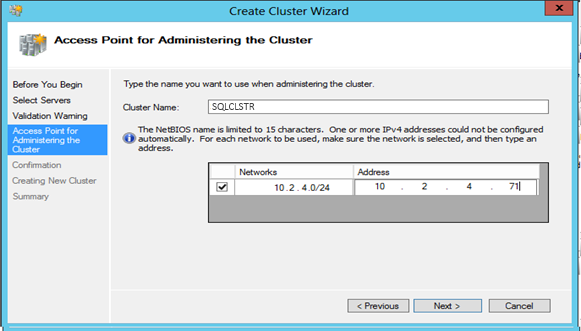 Create Cluster Wizard
Access Point for Administering the Cluster
Before You Begin
Select Servers
Validation Warning
Access Point for
Administering the
Cluster
Confirmation
Creating New Cluster
Summary
Type the name you want to use when administering the cluster.
Cluster Name:
SQLCLSTR
The NetBIOS name is limited to 15 characters. One or more IPv4 addresses could not be configured
automatically. For each network to be used, make sure the network is selected, and then type an
address.
Networks Address
10.2.4.0/24 10 . 2 . 4 . 71
< Previous Next > Cancel